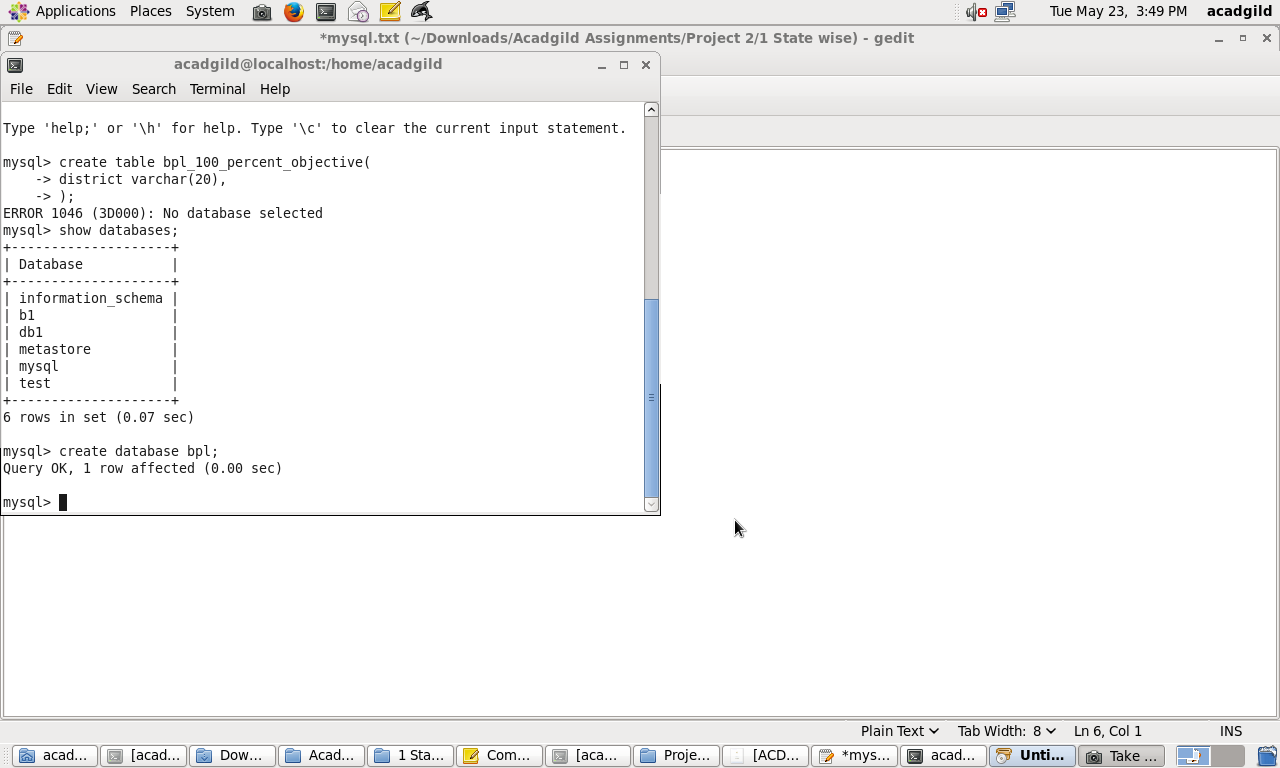 Applications Places System Tue May 23, 3:49 PM acadgild
*mysql.txt (~/Downloads/Acadgild Assignments/Project 2/1 State wise) - gedit
acadgild@localhost:/home/acadgild
File Edit View Search Terminal Help
Type 'help;' or '\h' for help. Type '\c' to clear the current input statement.
mysql> create table bpl_100_percent_objective(
    -> district varchar(20),
    -> );
ERROR 1046 (3D000): No database selected
mysql> show databases;
+--------------------+
| Database           |
+--------------------+
| information_schema |
| b1                 |
| db1                |
| metastore          |
| mysql              |
| test               |
+--------------------+
6 rows in set (0.07 sec)
mysql> create database bpl;
Query OK, 1 row affected (0.00 sec)
mysql>
Plain Text Tab Width: 8 Ln 6, Col 1 INS
acad... [acad... Dow... Acad... 1 Sta... Com... [aca... Proje... [ACD... *mys... acad... Unti... Take ...